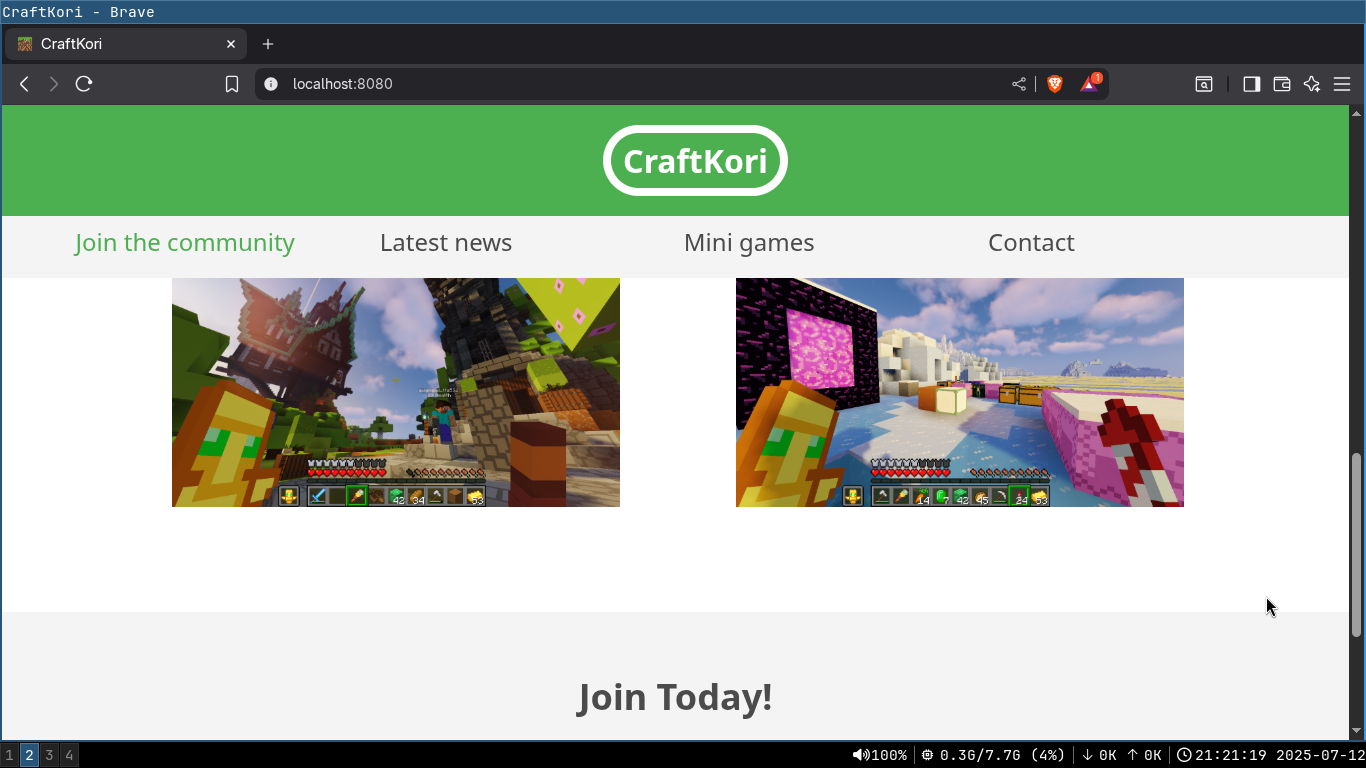 CraftKori - Brave
CraftKori
localhost:8080
1
CraftKori
Join the community Latest news Mini games Contact
42 34 53
14 7 42 45 24 53
Join Today!
1 2 3 4
100% 0.3G/7.7G (4%) ↓ 0K ↑ 0K 21:21:19 2025-07-12